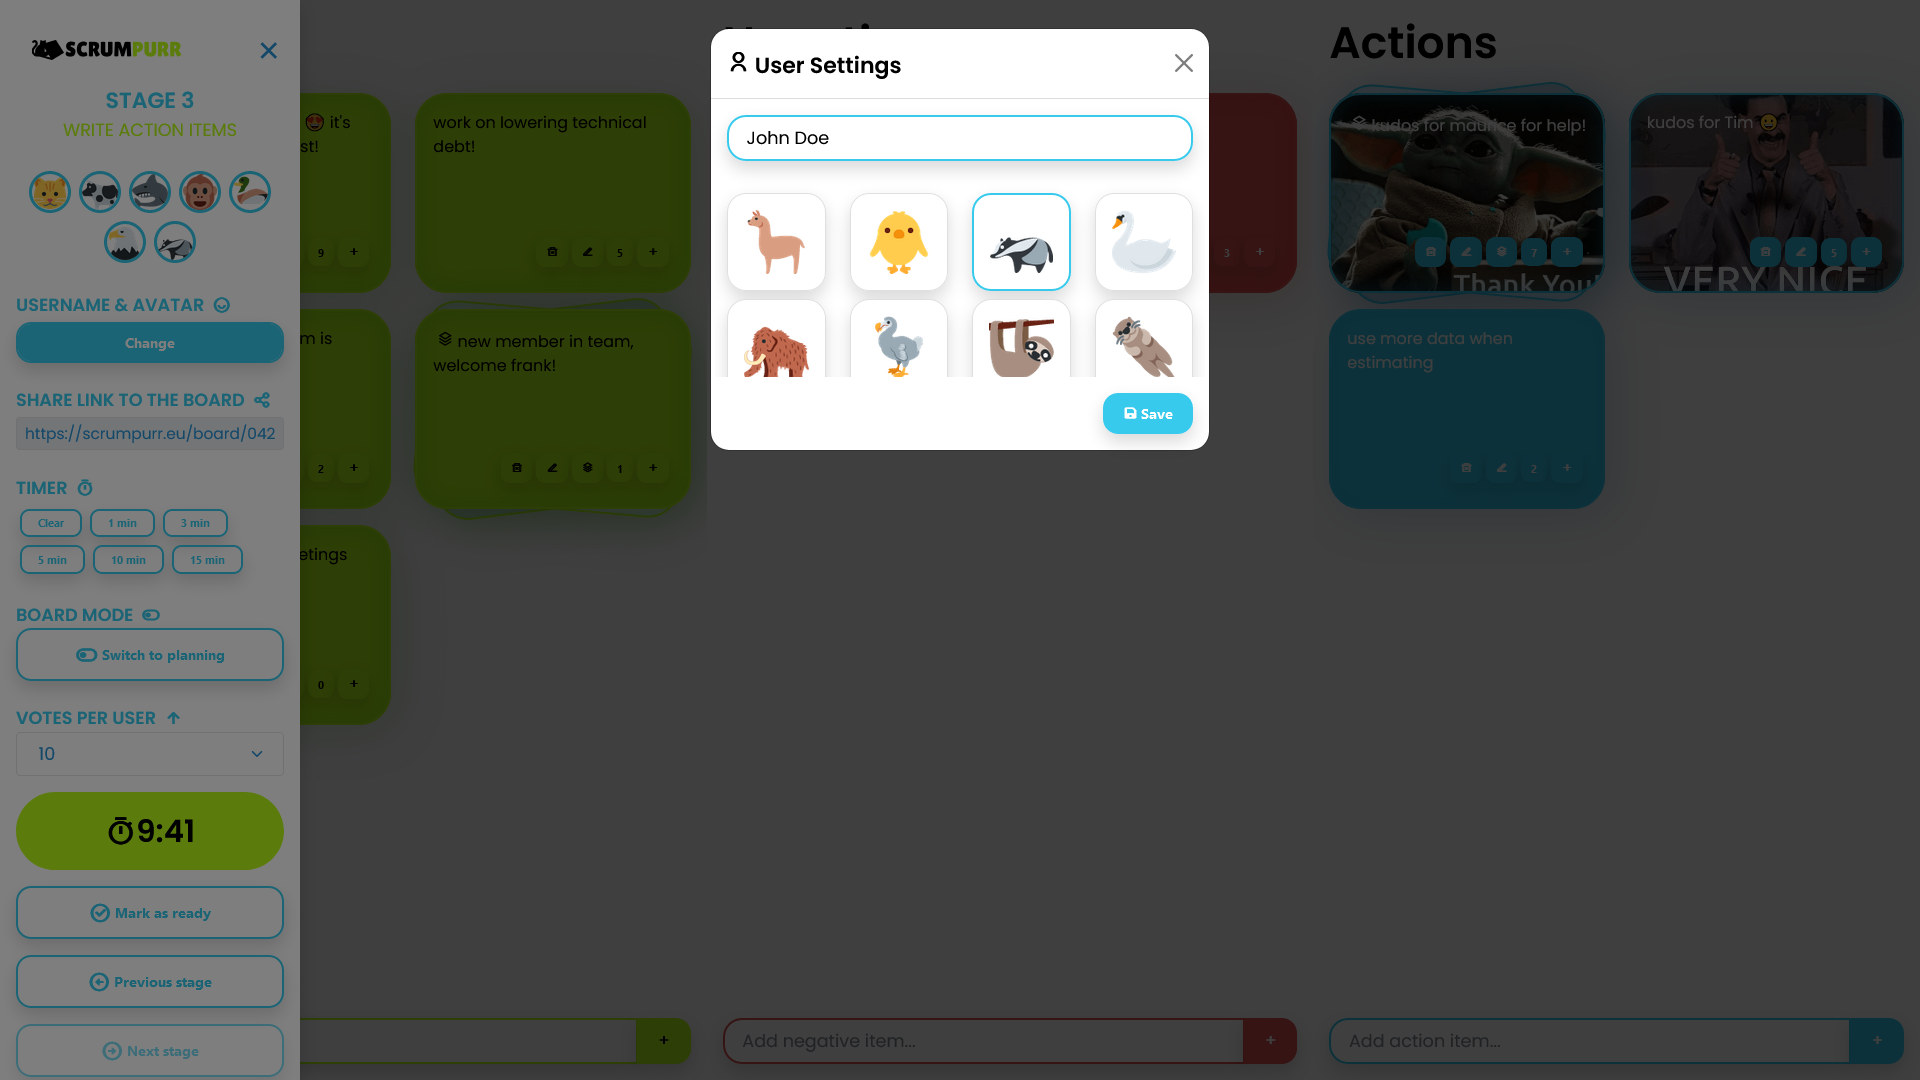 SCRUMPURR
STAGE 3
WRITE ACTION ITEMS
USERNAME & AVATAR
Change
SHARE LINK TO THE BOARD
https://scrumpurr.eu/board/042
TIMER
Clear
1 min
3 min
5 min
10 min
15 min
BOARD MODE
Switch to planning
VOTES PER USER
10
9:41
Mark as ready
Previous stage
Next stage
it's
9 +
2 +
etings
0 +
work on lowering technical
debt!
5 +
new member in team,
welcome frank!
1 +
+
User Settings
John Doe
Save
3 +
Add negative item...
+
Actions
kudos for maurice for help!
7 +
Thank You
kudos for Tim
5 +
VERY NICE
use more data when
estimating
2 +
Add action item...
+